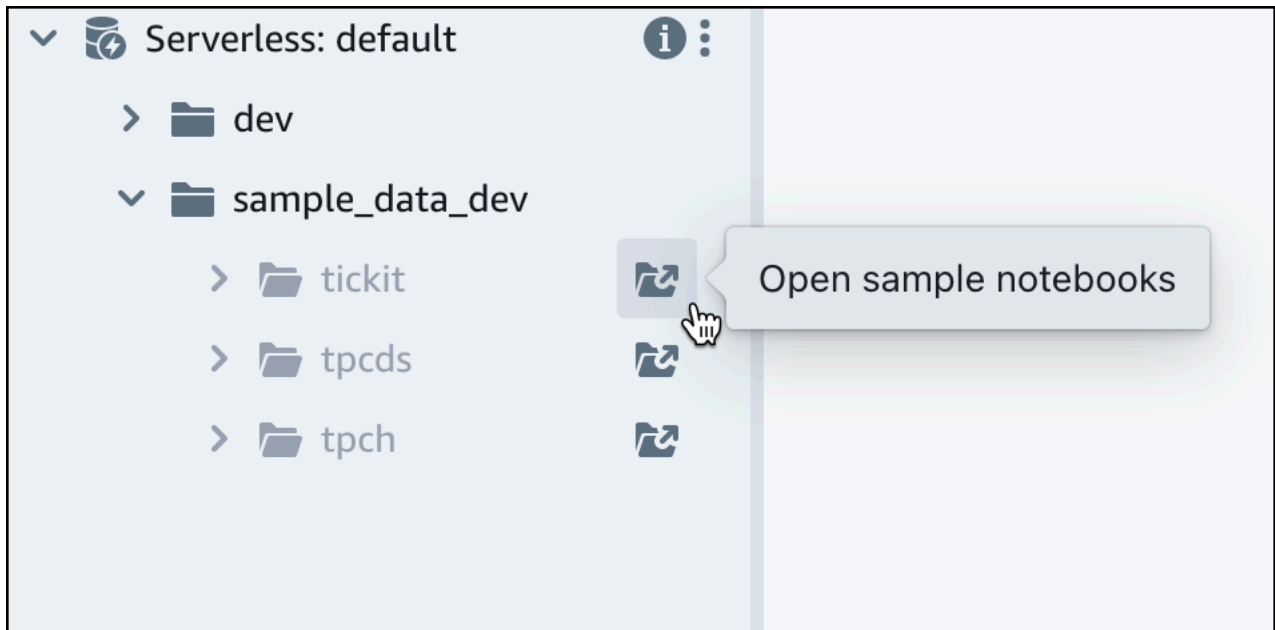 Serverless: default
dev
sample_data_dev
tickit
Open sample notebooks
tpcds
tpch